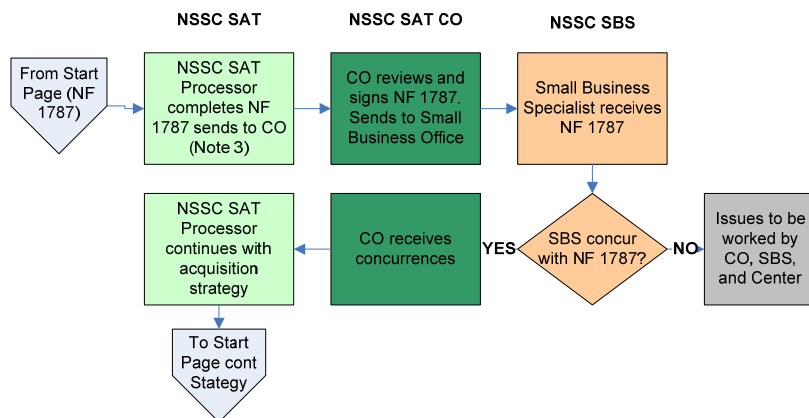 NSSC SAT
NSSC SAT CO
NSSC SBS
From Start
Page (NF
1787)
NSSC SAT
Processor
completes NF
1787 sends to CO
(Note 3)
CO reviews and
signs NF 1787.
Sends to Small
Business Office
Small Business
Specialist receives
NF 1787
NSSC SAT
Processor
continues with
acquisition
strategy
CO receives
concurrences
YES
SBS concur
with NF 1787?
NO
Issues to be
worked by
CO, SBS,
and Center
To Start
Page cont
Stategy